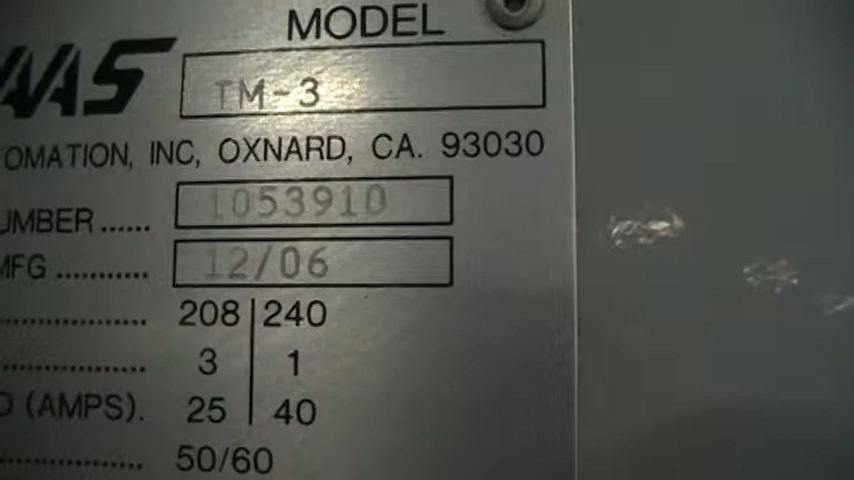 MODEL
AAS TM-3
OMATION, INC, OXNARD, CA. 93030
UMBER ...... 1053910
MFG ........... 12/06
................. 208 | 240
................. 3 | 1
D (AMPS). 25 | 40
................. 50/60